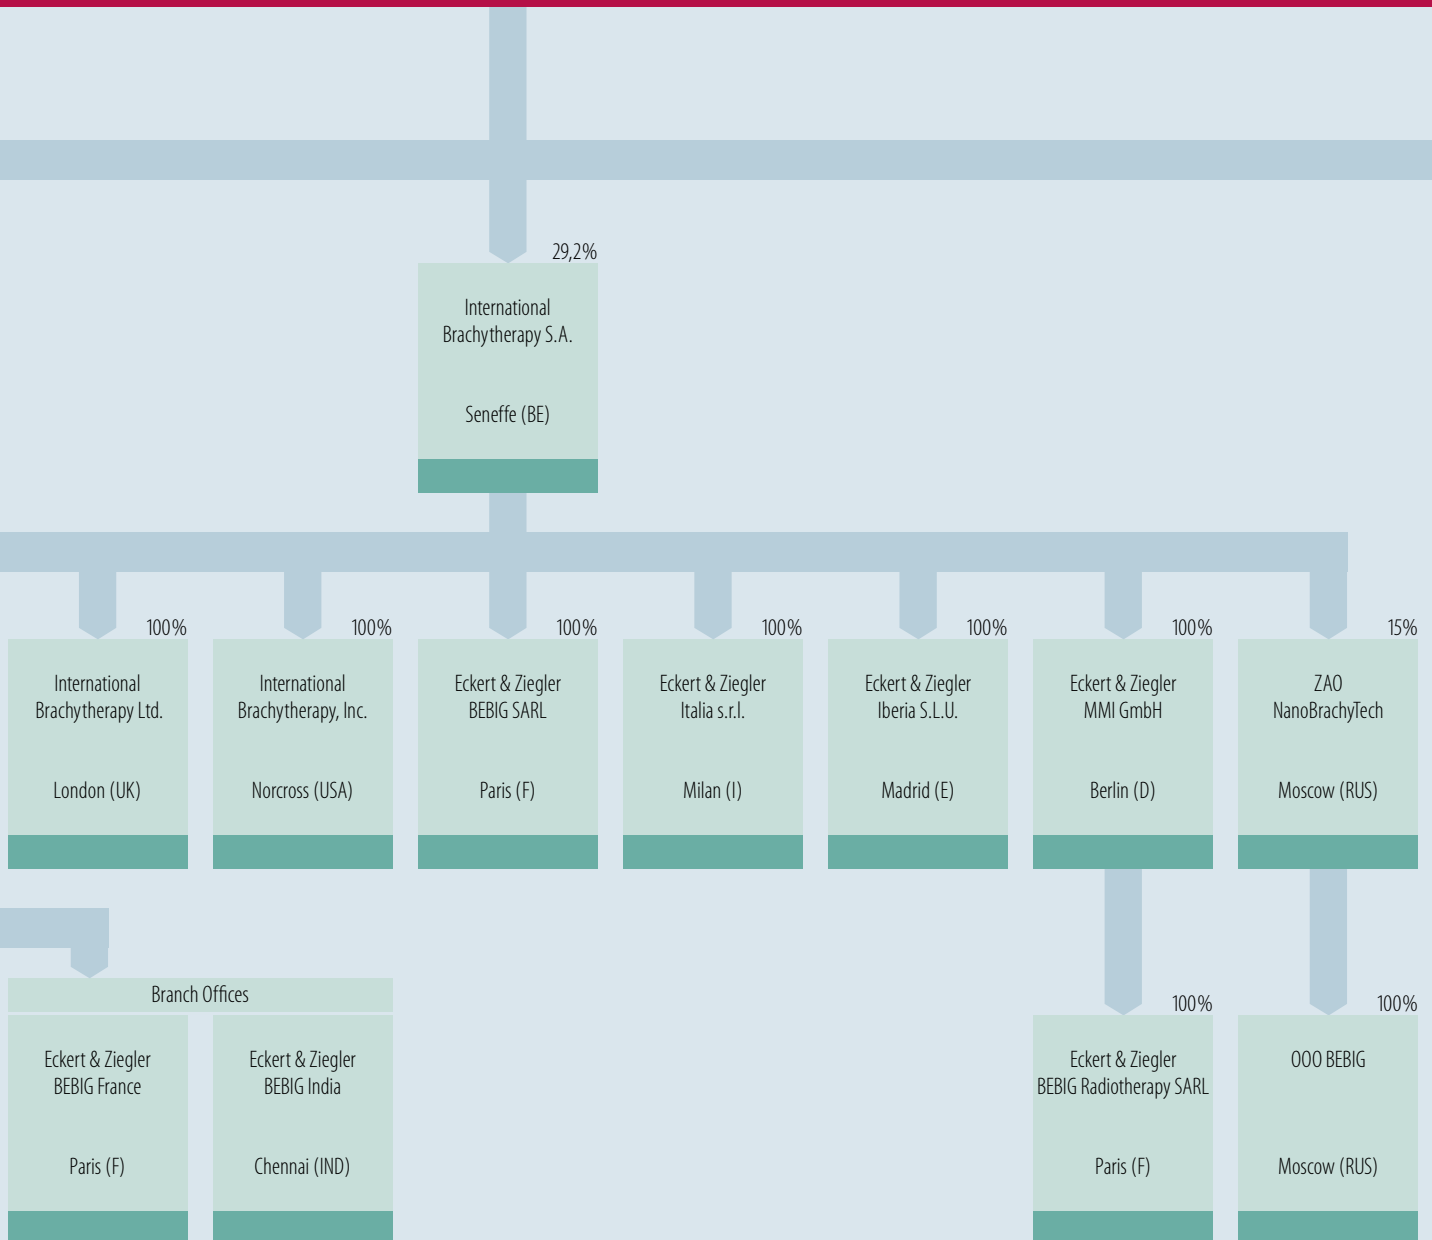 29,2%
International
Brachytherapy S.A.
Seneffe (BE)
100%
International
Brachytherapy Ltd.
London (UK)
100%
International
Brachytherapy, Inc.
Norcross (USA)
100%
Eckert & Ziegler
BEBIG SARL
Paris (F)
100%
Eckert & Ziegler
Italia s.r.l.
Milan (I)
100%
Eckert & Ziegler
Iberia S.L.U.
Madrid (E)
100%
Eckert & Ziegler
MMI GmbH
Berlin (D)
15%
ZAO
NanoBrachyTech
Moscow (RUS)
Branch Offices
Eckert & Ziegler
BEBIG France
Paris (F)
Eckert & Ziegler
BEBIG India
Chennai (IND)
100%
Eckert & Ziegler
BEBIG Radiotherapy SARL
Paris (F)
100%
OOO BEBIG
Moscow (RUS)